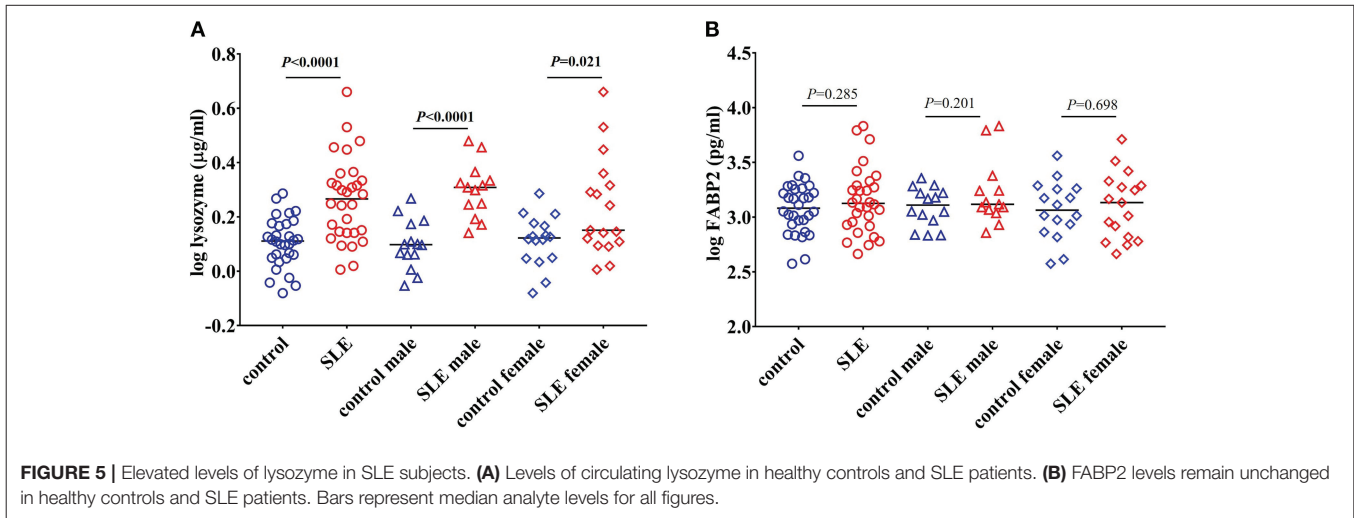 A
log lysozyme (µg/ml)
0.8
0.6
0.4
0.2
0.0
-0.2
P<0.0001
P<0.0001
P=0.021
control
SLE
control male
SLE male
control female
SLE female
B
log FABP2 (pg/ml)
4.5
4.0
3.5
3.0
2.5
2.0
P=0.285
P=0.201
P=0.698
control
SLE
control male
SLE male
control female
SLE female
FIGURE 5 | Elevated levels of lysozyme in SLE subjects. (A) Levels of circulating lysozyme in healthy controls and SLE patients. (B) FABP2 levels remain unchanged
in healthy controls and SLE patients. Bars represent median analyte levels for all figures.